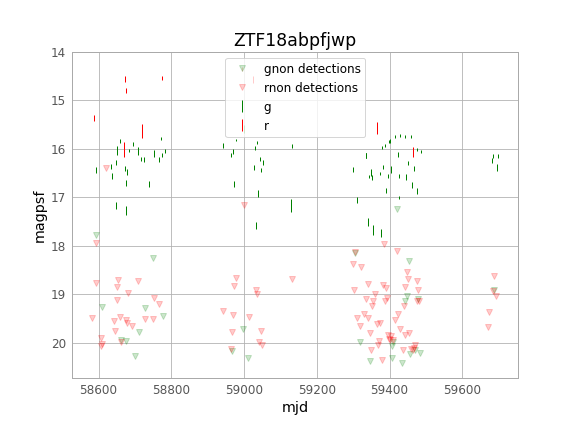 ZTF18abpfjwp
14
15
16
17
18
19
20
magpsf
gnon detections
rnon detections
g
r
58600
58800
59000
59200
59400
59600
mjd